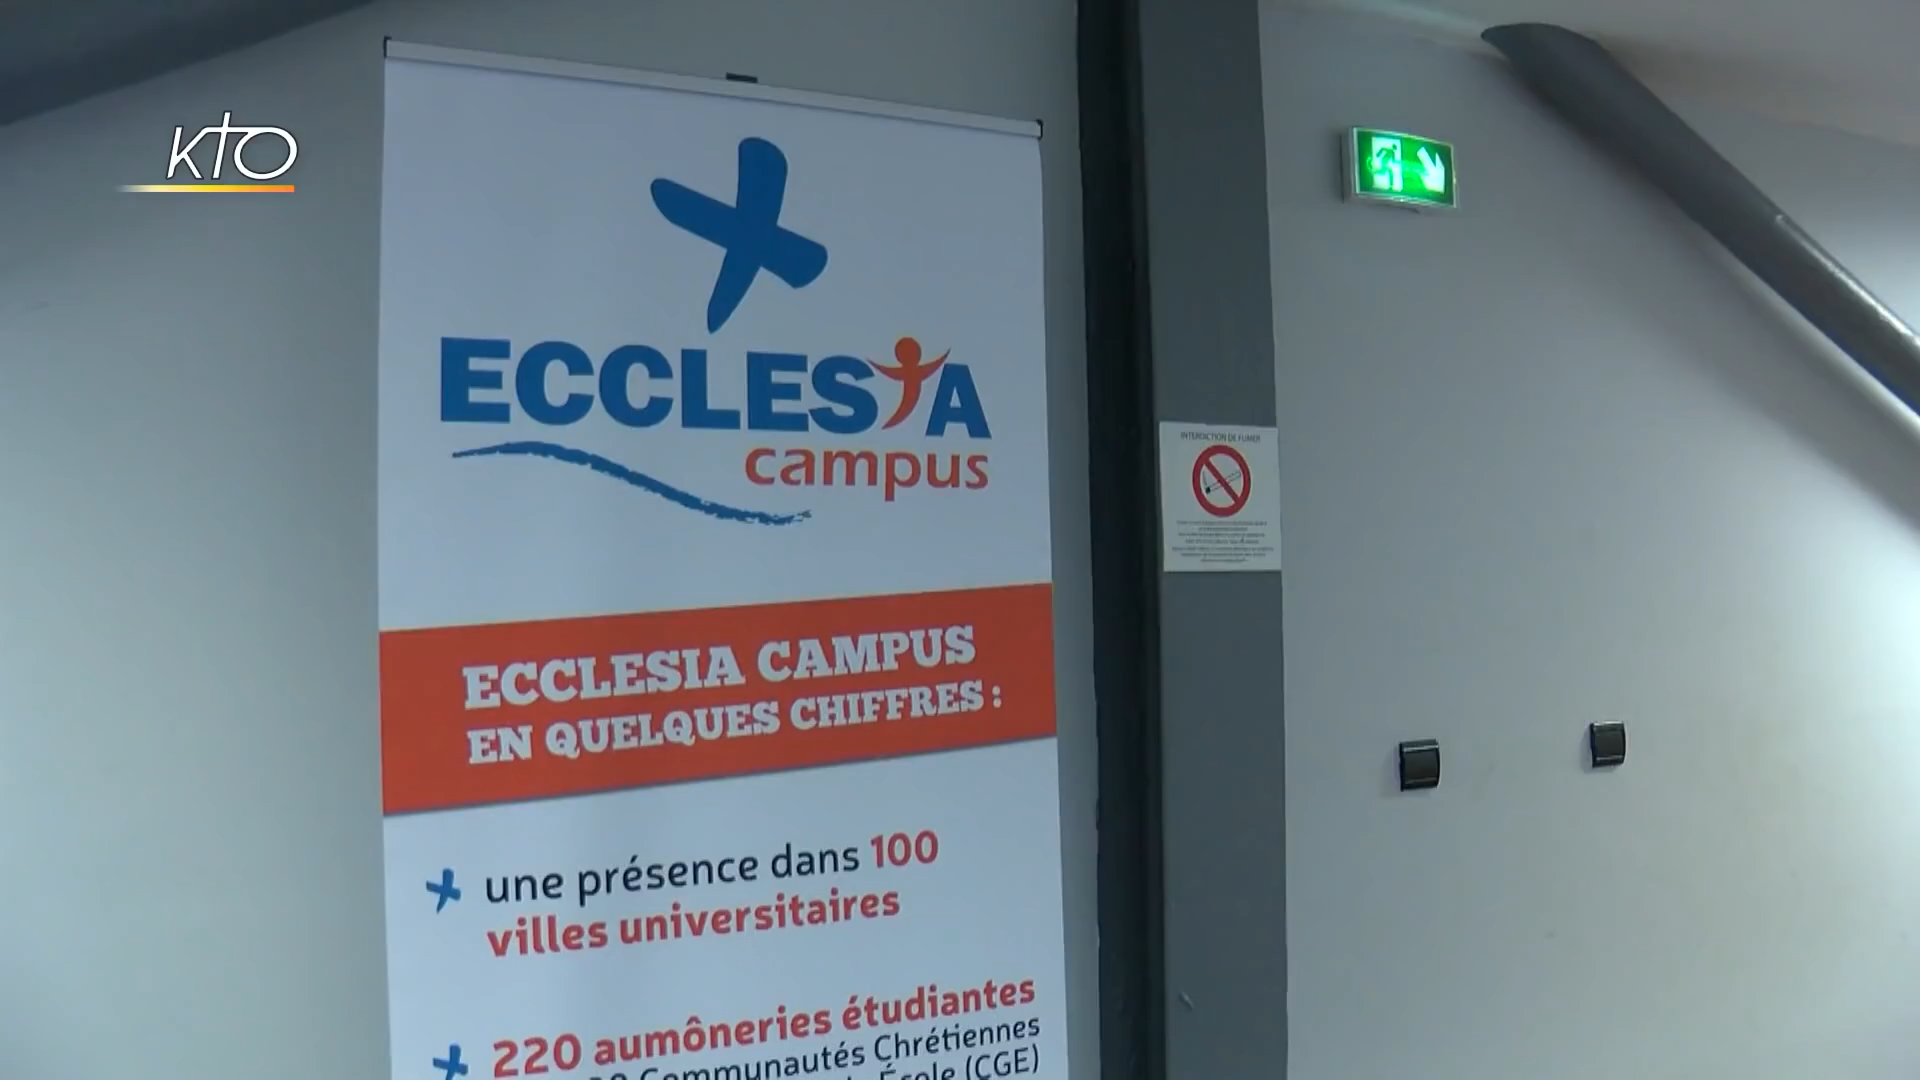 KTO
ECCLESIA
campus
INTERDICTION DE FUMER
ECCLESIA CAMPUS
EN QUELQUES CHIFFRES :
une présence dans 100
villes universitaires
220 aumôneries étudiantes
Communautés Chrétiennes
École (CGE)